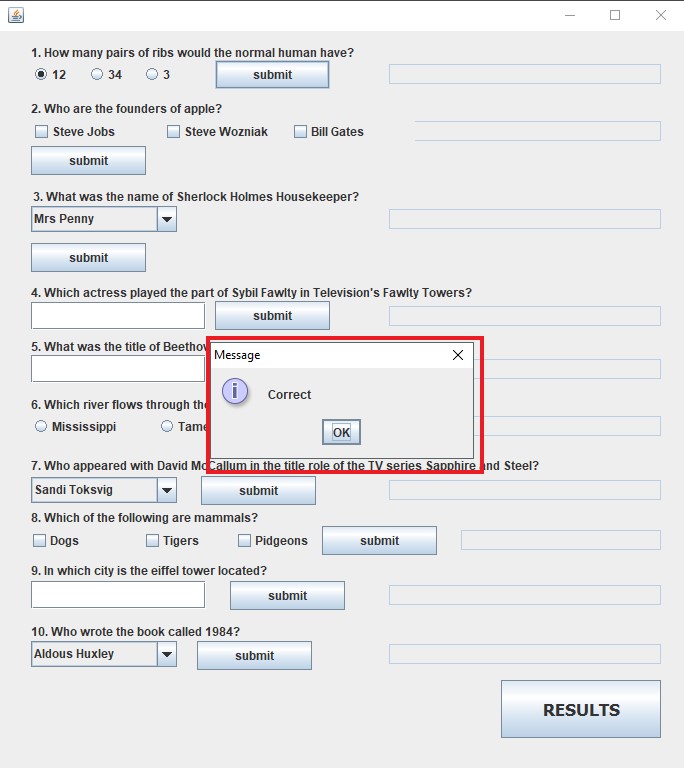 1. How many pairs of ribs would the normal human have?
12 34 3 submit
2. Who are the founders of apple?
Steve Jobs Steve Wozniak Bill Gates
submit
3. What was the name of Sherlock Holmes Housekeeper?
Mrs Penny
submit
4. Which actress played the part of Sybil Fawlty in Television's Fawlty Towers?
submit
5. What was the title of
Message
Correct
OK
6. Which river flows through
Mississippi
7. Who appeared with David McCallum in the title role of the TV series Sapphire and Steel?
Sandi Toksvig submit
8. Which of the following are mammals?
Dogs Tigers Pidgeons submit
9. In which city is the eiffel tower located?
submit
10. Who wrote the book called 1984?
Aldous Huxley submit
RESULTS